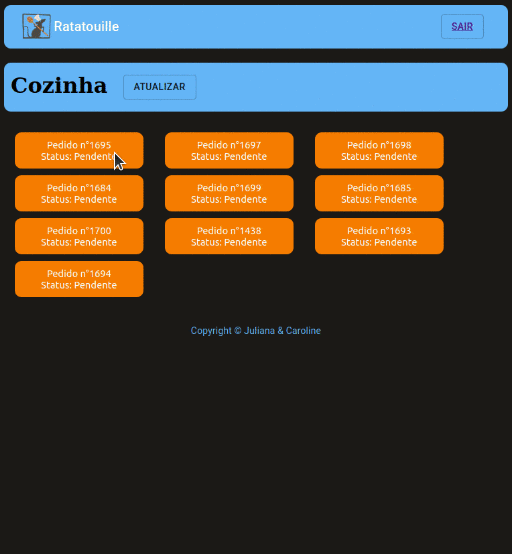 Ratatouille
SAIR
Cozinha
ATUALIZAR
Pedido n°1695
Status: Pendente
Pedido n°1697
Status: Pendente
Pedido n°1698
Status: Pendente
Pedido n°1684
Status: Pendente
Pedido n°1699
Status: Pendente
Pedido n°1685
Status: Pendente
Pedido n°1700
Status: Pendente
Pedido n°1438
Status: Pendente
Pedido n°1693
Status: Pendente
Pedido n°1694
Status: Pendente
Copyright © Juliana & Caroline